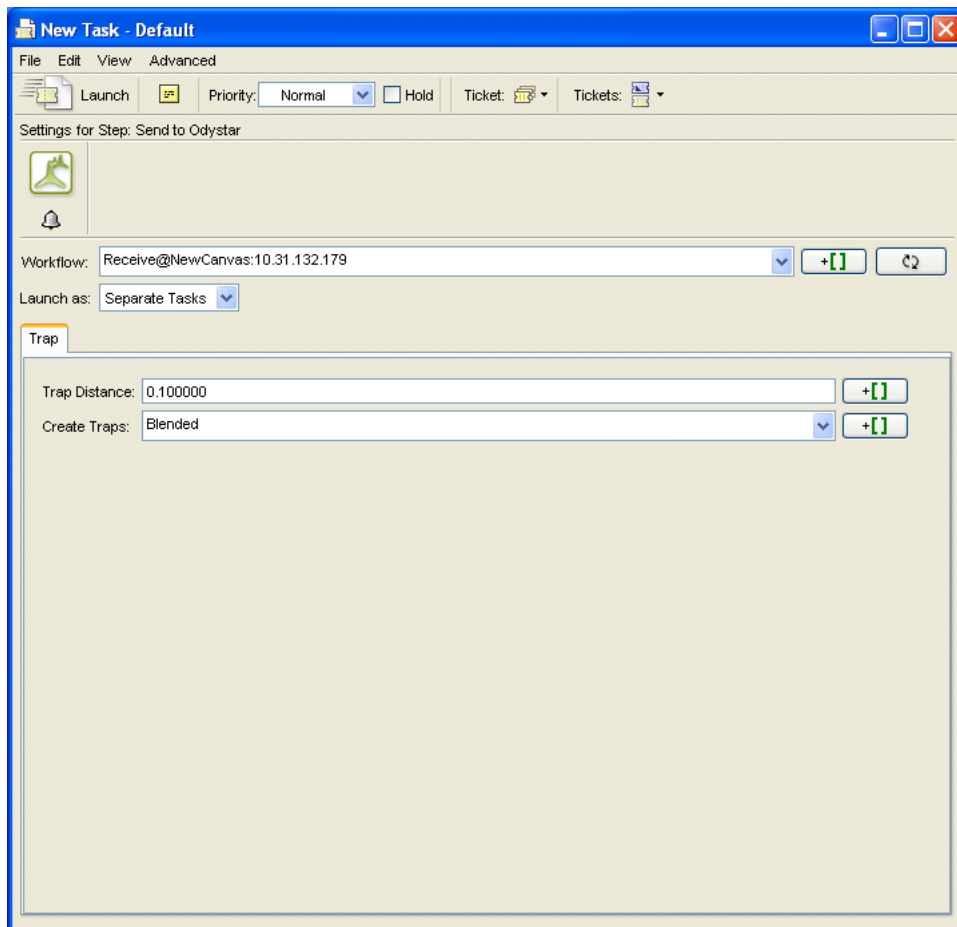 New Task - Default
File Edit View Advanced
Launch Priority: Normal Hold Ticket: Tickets:
Settings for Step: Send to Odystar
Workflow: Receive@NewCanvas:10.31.132.179 +[]
Launch as: Separate Tasks
Trap
Trap Distance: 0.100000 +[]
Create Traps: Blended +[]